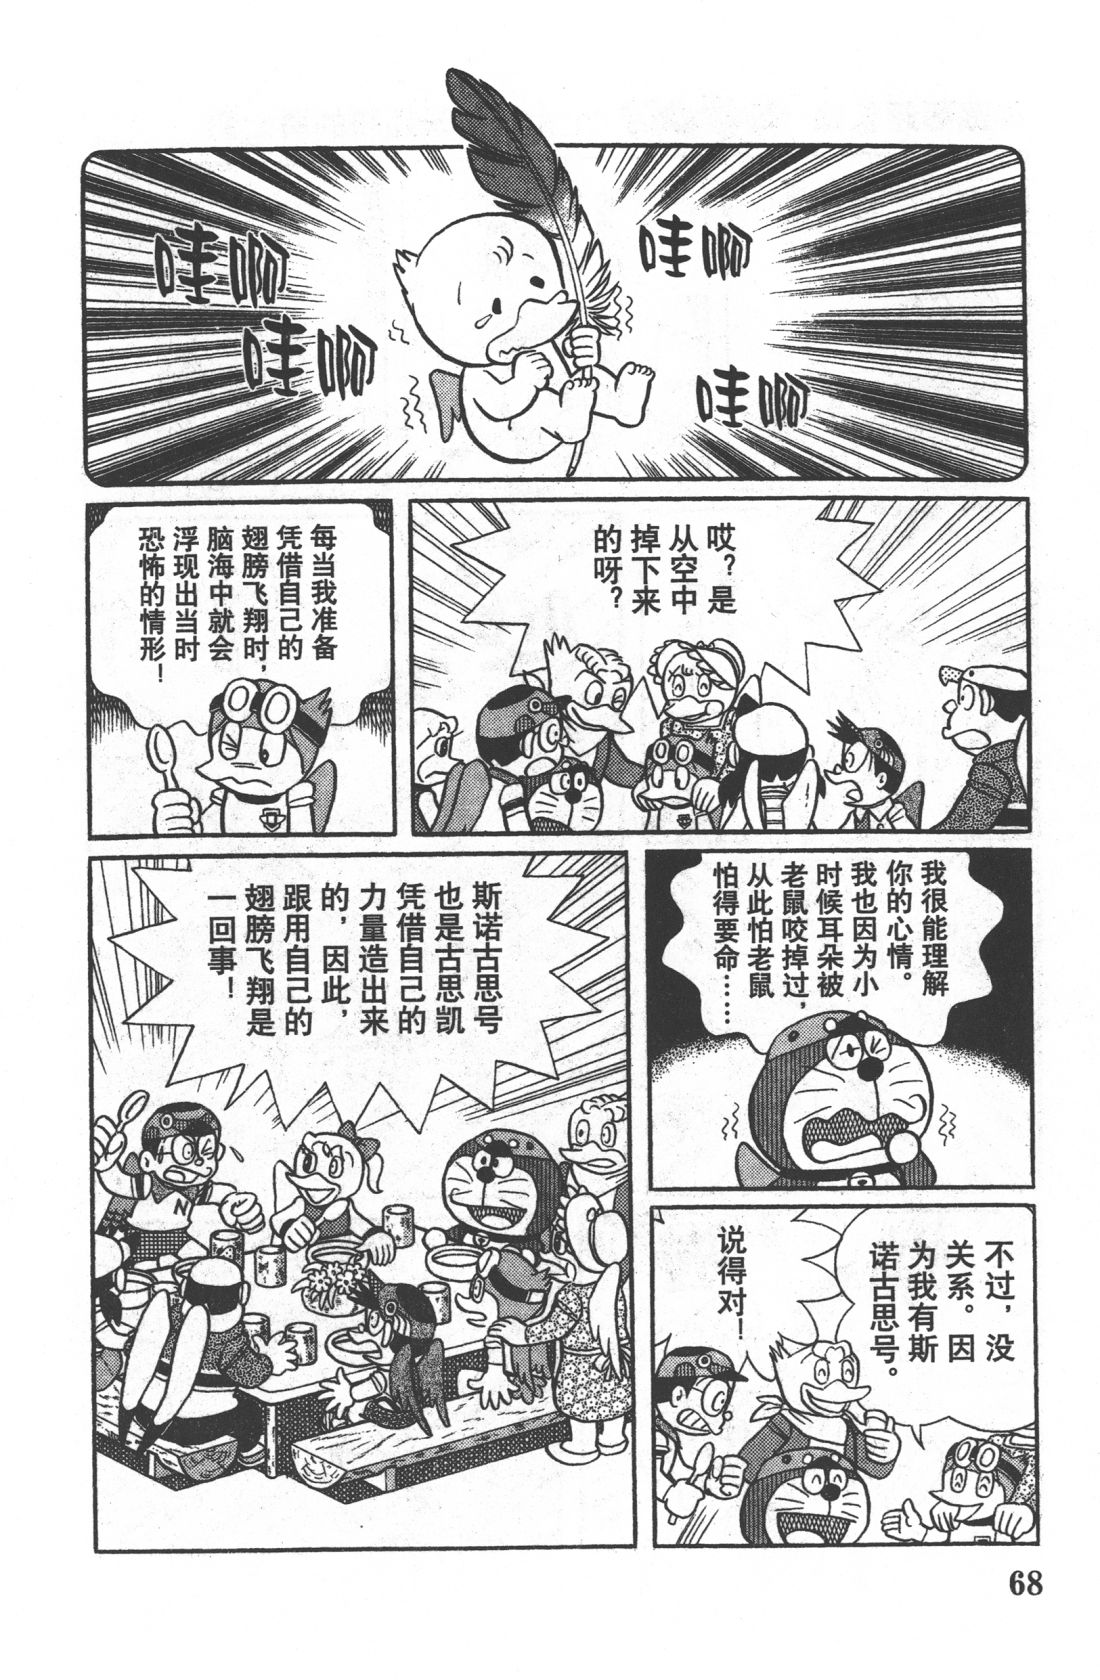 哇啊
哇啊
哇啊
哇啊
哎？是
从空中
掉下来
的呀？
每当我准备
凭借自己的
翅膀飞翔时，
脑海中就会
浮现出当时
恐怖的情形！
我很能理解
你的心情。
我也因为小
时候耳朵被
老鼠咬掉过，
从此怕老鼠
怕得要命……
不过，没
关系。因
为我有斯
诺古思号。
说得对！
斯诺古思号
也是古思凯
凭借自己的
力量造出来
的，因此，
跟用自己的
翅膀飞翔是
一回事！
N
68